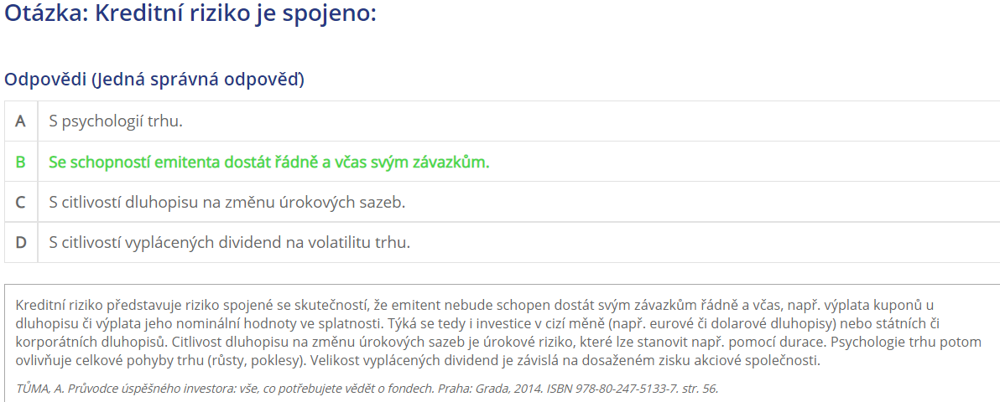 Otázka: Kreditní riziko je spojeno:
Odpovědi (Jedná správná odpověď)
A S psychologií trhu.
B Se schopností emitenta dostát řádně a včas svým závazkům.
C S citlivostí dluhopisu na změnu úrokových sazeb.
D S citlivostí vyplácených dividend na volatilitu trhu.
Kreditní riziko představuje riziko spojené se skutečností, že emitent nebude schopen dostát svým závazkům řádně a včas, např. výplata kuponů u
dluhopisu či výplata jeho nominální hodnoty ve splatnosti. Týká se tedy i investice v cizí měně (např. eurové či dolarové dluhopisy) nebo státních či
korporátních dluhopisů. Citlivost dluhopisu na změnu úrokových sazeb je úrokové riziko, které lze stanovit např. pomocí durace. Psychologie trhu potom
ovlivňuje celkové pohyby trhu (růsty, poklesy). Velikost vyplácených dividend je závislá na dosaženém zisku akciové společnosti.
TŮMA, A. Průvodce úspěšného investora: vše, co potřebujete vědět o fondech. Praha: Grada, 2014. ISBN 978-80-247-5133-7. str. 56.